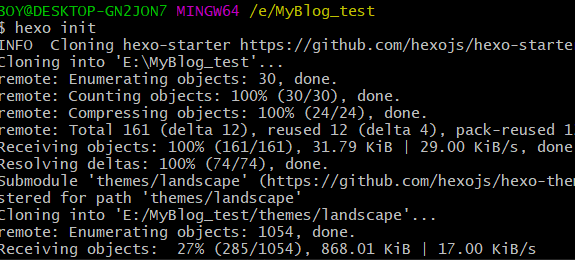 BOY@DESKTOP-GN2JON7 MINGW64 /e/MyBlog_test
$ hexo init
INFO  Cloning hexo-starter https://github.com/hexojs/hexo-starte
Cloning into 'E:\MyBlog_test'...
remote: Enumerating objects: 30, done.
remote: Counting objects: 100% (30/30), done.
remote: Compressing objects: 100% (24/24), done.
remote: Total 161 (delta 12), reused 12 (delta 4), pack-reused 1
Receiving objects: 100% (161/161), 31.79 KiB | 29.00 KiB/s, done
Resolving deltas: 100% (74/74), done.
Submodule 'themes/landscape' (https://github.com/hexojs/hexo-the
stered for path 'themes/landscape'
Cloning into 'E:/MyBlog_test/themes/landscape'...
remote: Enumerating objects: 1054, done.
Receiving objects:  27% (285/1054), 868.01 KiB | 17.00 KiB/s